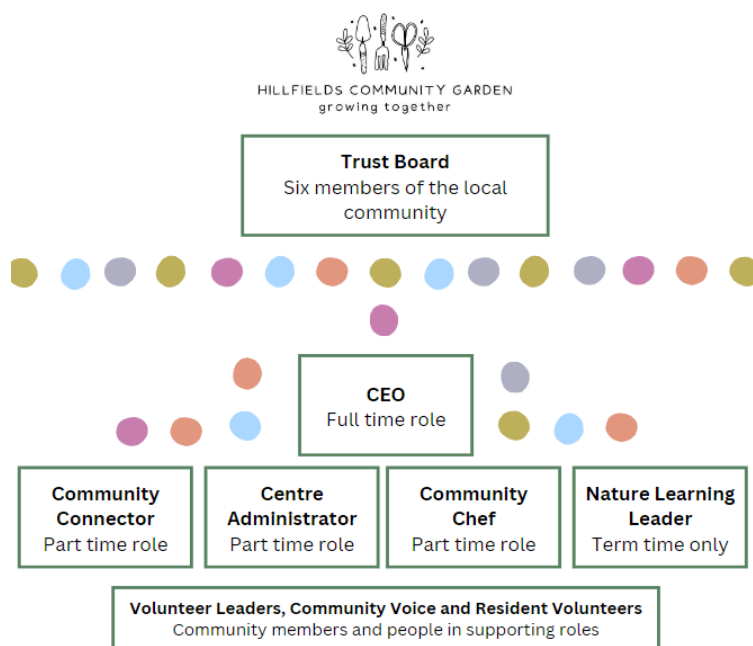 HILLFIELDS COMMUNITY GARDEN
growing together
Trust Board
Six members of the local
community
CEO
Full time role
Community
Connector
Part time role
Centre
Administrator
Part time role
Community
Chef
Part time role
Nature Learning
Leader
Term time only
Volunteer Leaders, Community Voice and Resident Volunteers
Community members and people in supporting roles